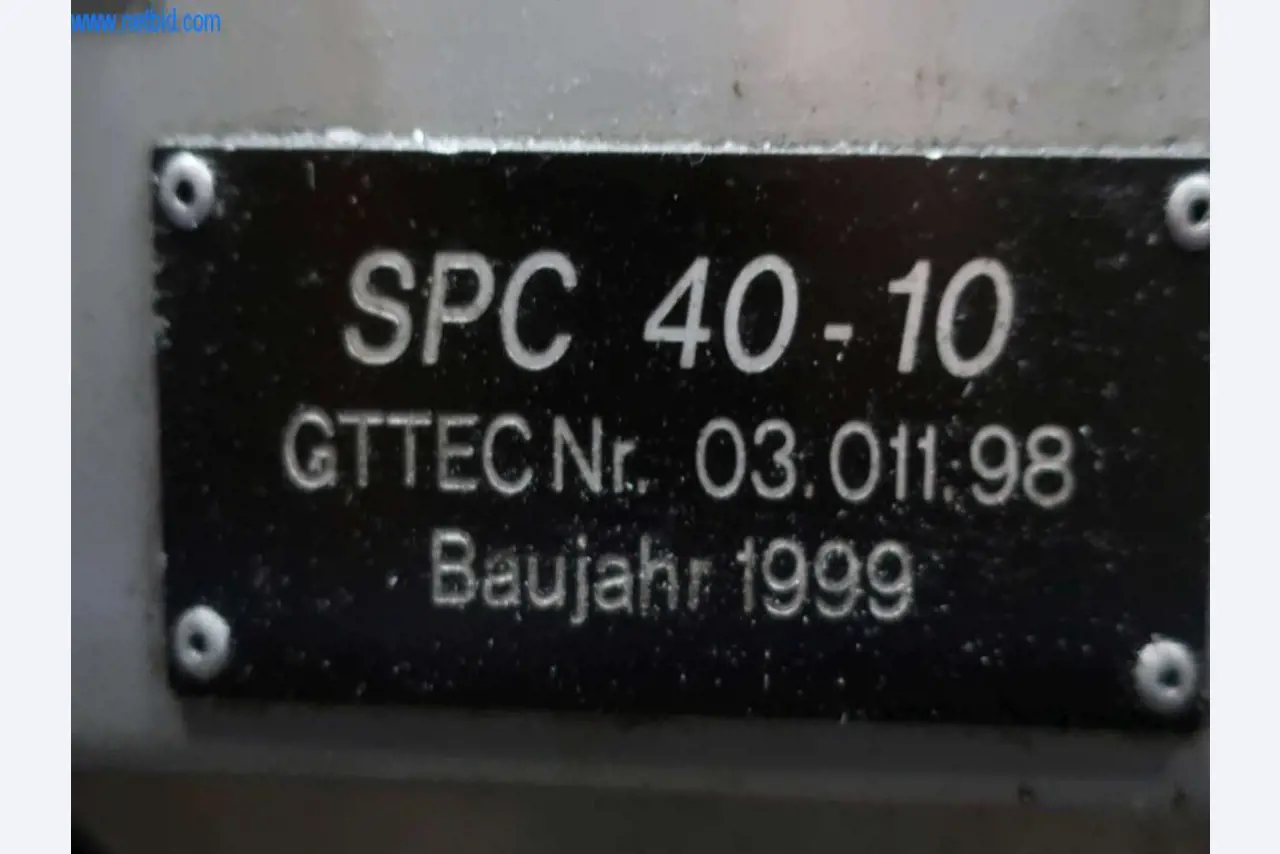 www.netbid.com
SPC 40-10
GTTEC Nr. 03.011.98
Baujahr 1999